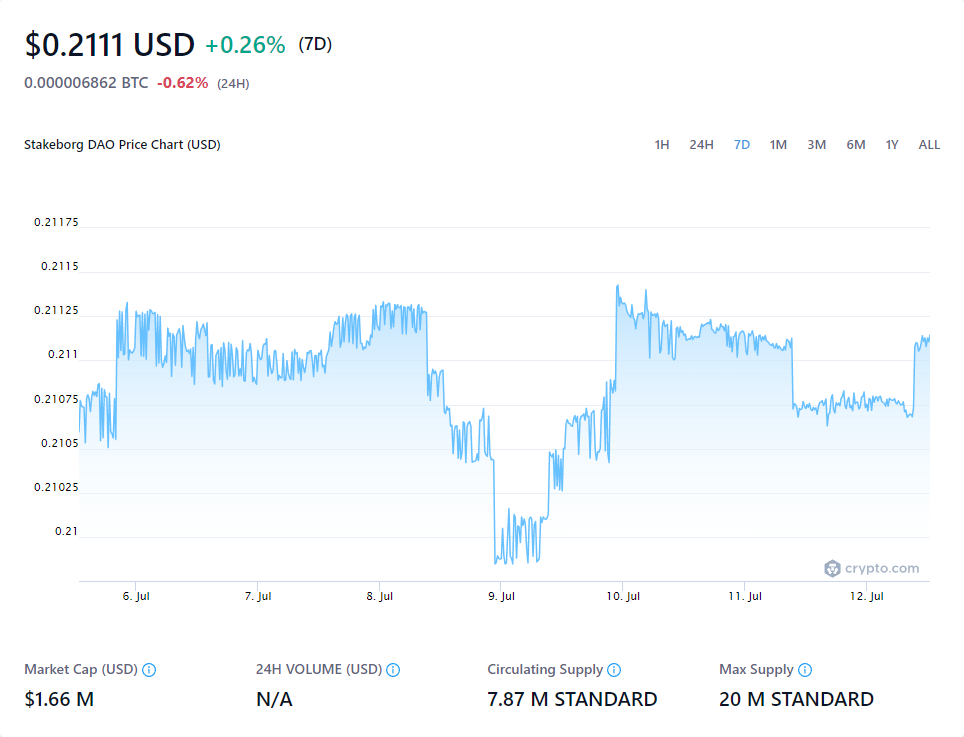 $0.2111 USD +0.26% (7D)
0.000006862 BTC -0.62% (24H)
Stakeborg DAO Price Chart (USD) 1H 24H 7D 1M 3M 6M 1Y ALL
0.21175
0.2115
0.21125
0.211
0.21075
0.2105
0.21025
0.21
crypto.com
6. Jul 7. Jul 8. Jul 9. Jul 10. Jul 11. Jul 12. Jul
Market Cap (USD) 24H VOLUME (USD) Circulating Supply Max Supply
$1.66 M N/A 7.87 M STANDARD 20 M STANDARD